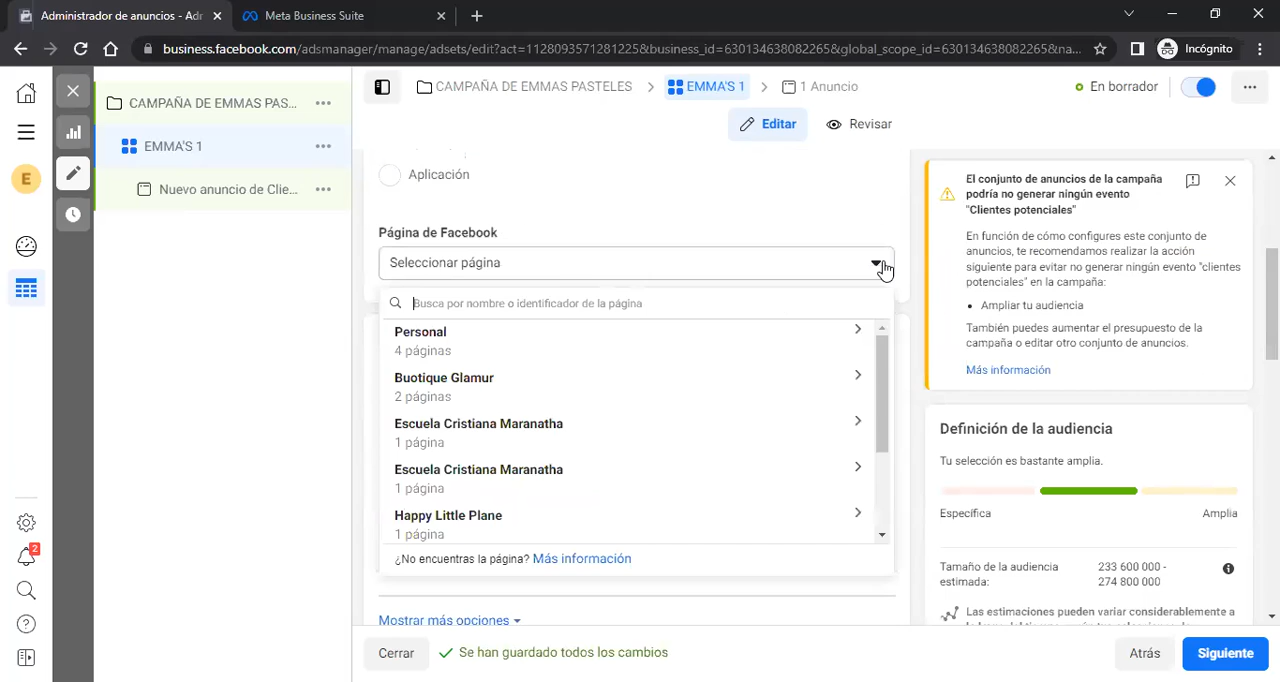 Administrador de anuncios - Adr
Meta Business Suite
business.facebook.com/adsmanager/manage/adsets/edit?act=1128093571281225&business_id=630134638082265&global_scope_id=630134638082265&na...
Incógnito
CAMPAÑA DE EMMAS PAS...
EMMA'S 1
Nuevo anuncio de Clie...
E
2
CAMPAÑA DE EMMAS PASTELES
EMMA'S 1
1 Anuncio
En borrador
Editar
Revisar
Aplicación
Página de Facebook
Seleccionar página
Busca por nombre o identificador de la página
Personal
4 páginas
Buotique Glamur
2 páginas
Escuela Cristiana Maranatha
1 página
Escuela Cristiana Maranatha
1 página
Happy Little Plane
1 página
¿No encuentras la página? Más información
Mostrar más opciones
El conjunto de anuncios de la campaña
podría no generar ningún evento
"Clientes potenciales"
En función de cómo configures este conjunto de
anuncios, te recomendamos realizar la acción
siguiente para evitar no generar ningún evento "clientes
potenciales" en la campaña:
• Ampliar tu audiencia
También puedes aumentar el presupuesto de la
campaña o editar otro conjunto de anuncios.
Más información
Definición de la audiencia
Tu selección es bastante amplia.
Específica
Amplia
Tamaño de la audiencia
estimada:
233 600 000 -
274 800 000
Las estimaciones pueden variar considerablemente a
Cerrar
Se han guardado todos los cambios
Atrás
Siguiente